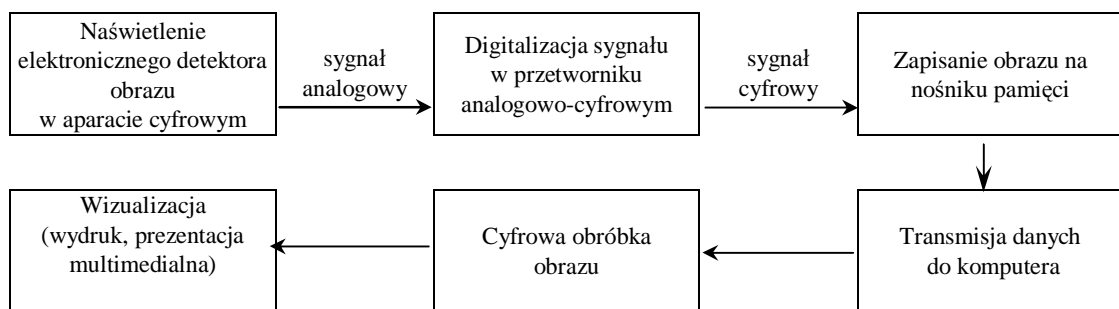 Naświetlenie
elektronicznego detektora
obrazu
w aparacie cyfrowym
sygnał
analogowy
Digitalizacja sygnału
w przetworniku
analogowo-cyfrowym
sygnał
cyfrowy
Zapisanie obrazu na
nośniku pamięci
Transmisja danych
do komputera
Cyfrowa obróbka
obrazu
Wizualizacja
(wydruk, prezentacja
multimedialna)